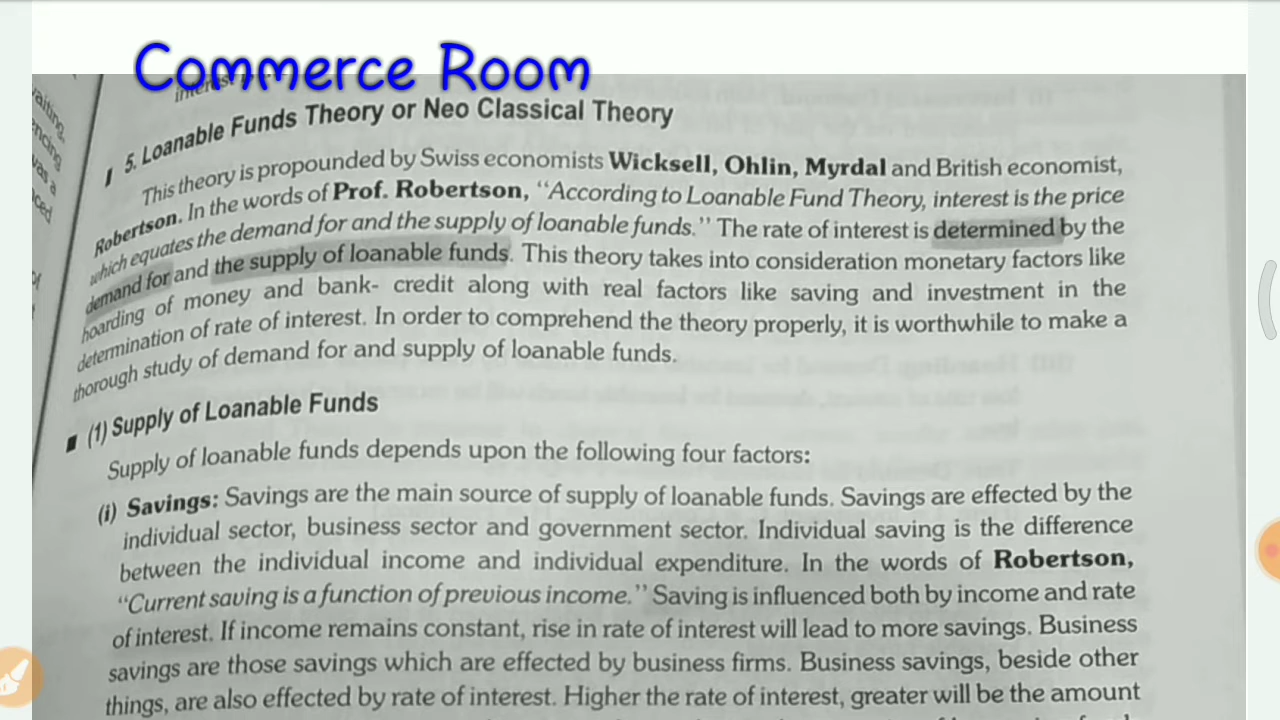 Commerce Room
5. Loanable Funds Theory or Neo Classical Theory
This theory is propounded by Swiss economists Wicksell, Ohlin, Myrdal and British economist,
Robertson. In the words of Prof. Robertson, "According to Loanable Fund Theory, interest is the price
which equates the demand for and the supply of loanable funds." The rate of interest is determined by the
demand for and the supply of loanable funds. This theory takes into consideration monetary factors like
hoarding of money and bank- credit along with real factors like saving and investment in the
determination of rate of interest. In order to comprehend the theory properly, it is worthwhile to make a
thorough study of demand for and supply of loanable funds.
(1) Supply of Loanable Funds
Supply of loanable funds depends upon the following four factors:
(i) Savings: Savings are the main source of supply of loanable funds. Savings are effected by the
individual sector, business sector and government sector. Individual saving is the difference
between the individual income and individual expenditure. In the words of Robertson,
"Current saving is a function of previous income." Saving is influenced both by income and rate
of interest. If income remains constant, rise in rate of interest will lead to more savings. Business
savings are those savings which are effected by business firms. Business savings, beside other
things, are also effected by rate of interest. Higher the rate of interest, greater will be the amount